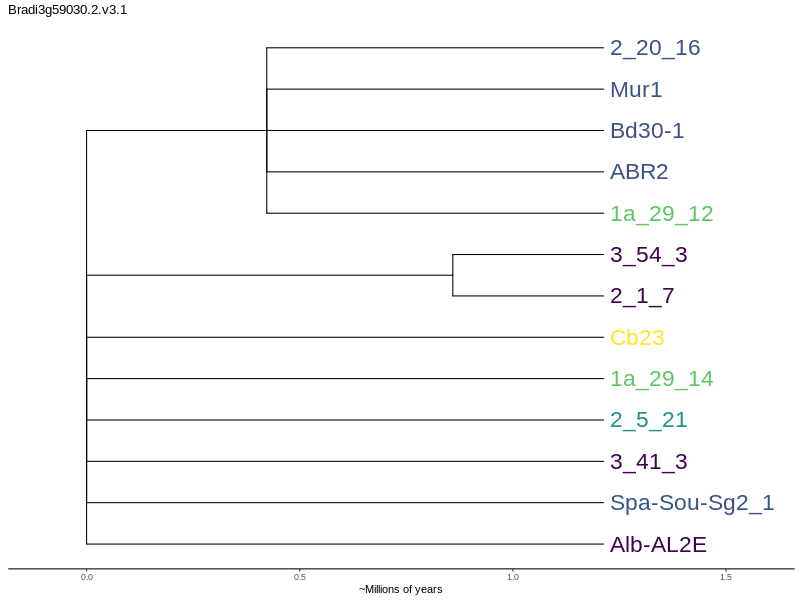 Bradi3g59030.2.v3.1
2_20_16
Mur1
Bd30-1
ABR2
1a_29_12
3_54_3
2_1_7
Cb23
1a_29_14
2_5_21
3_41_3
Spa-Sou-Sg2_1
Alb-AL2E
0.0 0.5 1.0 1.5
~Millions of years